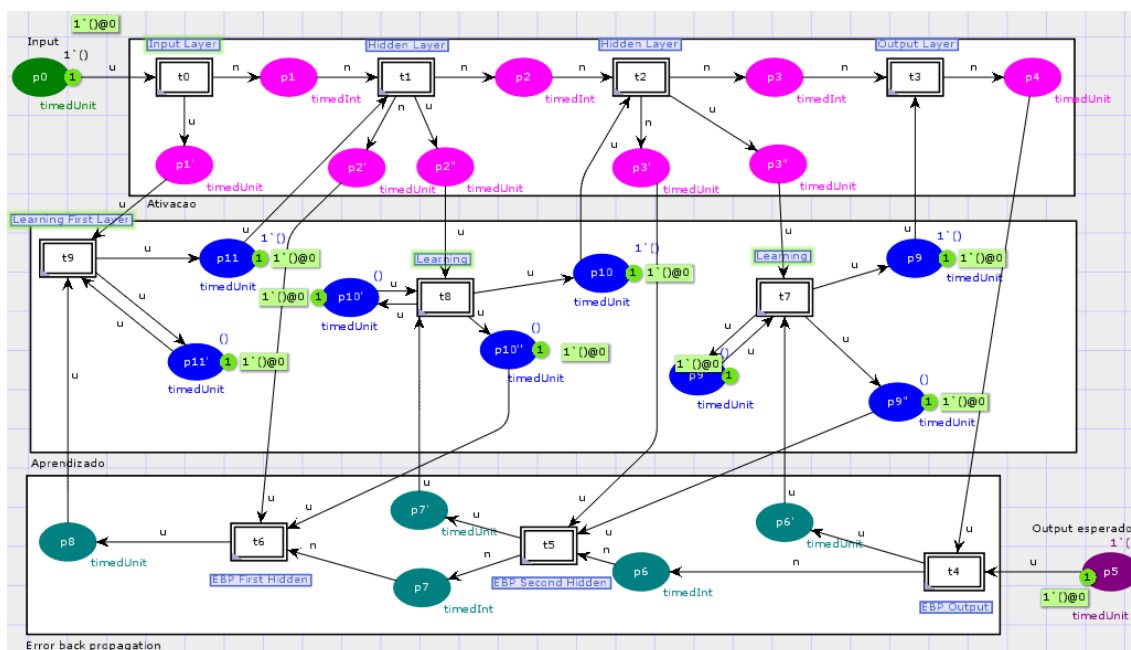 1`()@0
Input
1`()
p0
1
timedUnit
u
Input Layer
t0
n
p1
timedInt
n
Hidden Layer
t1
n
p2
timedInt
n
Hidden Layer
t2
n
p3
timedInt
n
Output Layer
t3
n
p4
timedUnit
u
n
u
n
u
u
u
p1'
timedUnit
p2'
timedUnit
p2"
timedUnit
p3'
timedUnit
p3"
timedUnit
Ativacao
u
u
u
u
Learning First Layer
t9
u
p11
1`()
1
1`()@0
timedUnit
u
u
p11'
()
1
1`()@0
timedUnit
()
1`()@0
1
p10'
timedUnit
u
u
Learning
t8
u
p10
1`()
1
1`()@0
timedUnit
u
p10"
()
1
1`()@0
timedUnit
Learning
t7
u
p9
1`()
1
1`()@0
timedUnit
u
u
1`()@0
()
p9
1
timedUnit
u
p9"
()
1
1`()@0
timedUnit
u
Aprendizado
u
u
u
u
u
u
u
p8
timedUnit
u
t6
EBP First Hidden
p7'
timedUnit
u
n
p7
timedInt
t5
EBP Second Hidden
n
p6
timedInt
p6'
timedUnit
u
n
t4
EBP Output
u
Output esperado
1`(
p5
1
1`()@0
timedUnit
Error back propagation